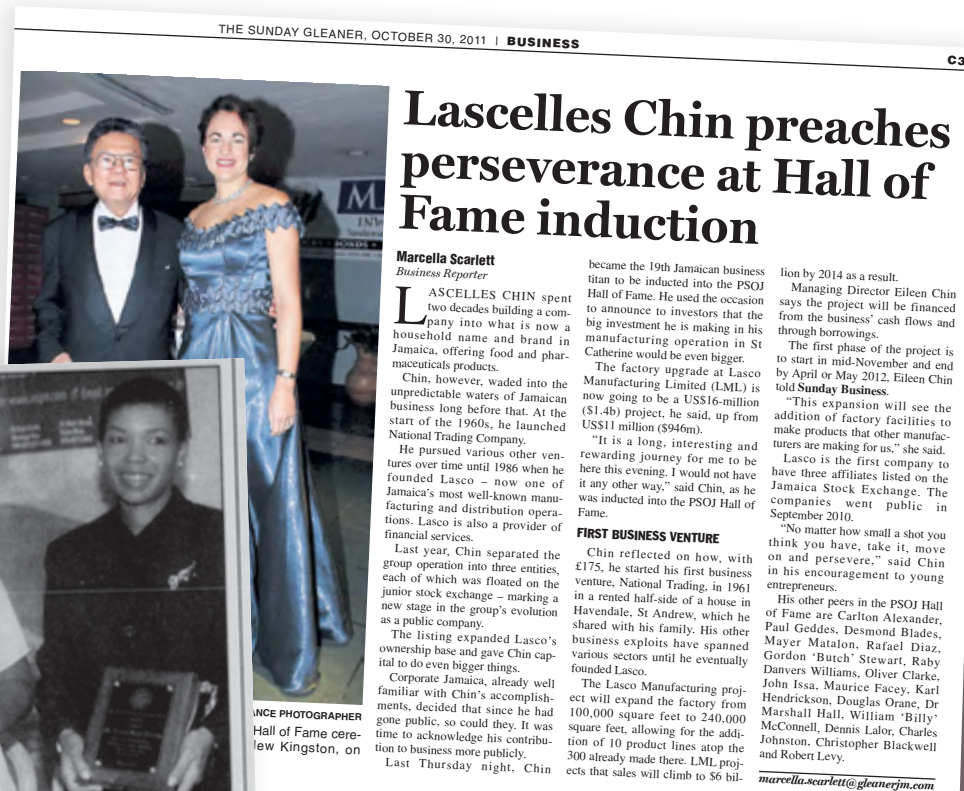 THE SUNDAY GLEANER, OCTOBER 30, 2011 | BUSINESS
C3
Lascelles Chin preaches
perseverance at Hall of
Fame induction
Marcella Scarlett
Business Reporter
LASCELLES CHIN spent
two decades building a com-
pany into what is now a
household name and brand in
Jamaica, offering food and phar-
maceuticals products.
Chin, however, waded into the
unpredictable waters of Jamaican
business long before that. At the
start of the 1960s, he launched
National Trading Company.
He pursued various other ven-
tures over time until 1986 when he
founded Lasco – now one of
Jamaica's most well-known manu-
facturing and distribution opera-
tions. Lasco is also a provider of
financial services.
Last year, Chin separated the
group operation into three entities,
each of which was floated on the
junior stock exchange – marking a
new stage in the group's evolution
as a public company.
The listing expanded Lasco's
ownership base and gave Chin cap-
ital to do even bigger things.
Corporate Jamaica, already well
familiar with Chin's accomplish-
ments, decided that since he had
gone public, so could they. It was
time to acknowledge his contribu-
tion to business more publicly.
Last Thursday night, Chin
became the 19th Jamaican business
titan to be inducted into the PSOJ
Hall of Fame. He used the occasion
to announce to investors that the
big investment he is making in his
manufacturing operation in St
Catherine would be even bigger.
The factory upgrade at Lasco
Manufacturing Limited (LML) is
now going to be a US$16-million
($1.4b) project, he said, up from
US$11 million ($946m).
"It is a long, interesting and
rewarding journey for me to be
here this evening. I would not have
it any other way," said Chin, as he
was inducted into the PSOJ Hall of
Fame.
FIRST BUSINESS VENTURE
Chin reflected on how, with
£175, he started his first business
venture, National Trading, in 1961
in a rented half-side of a house in
Havendale, St Andrew, which he
shared with his family. His other
business exploits have spanned
various sectors until he eventually
founded Lasco.
The Lasco Manufacturing proj-
ect will expand the factory from
100,000 square feet to 240,000
square feet, allowing for the addi-
tion of 10 product lines atop the
300 already made there. LML proj-
ects that sales will climb to $6 bil-
lion by 2014 as a result.
Managing Director Eileen Chin
says the project will be financed
from the business' cash flows and
through borrowings.
The first phase of the project is
to start in mid-November and end
by April or May 2012, Eileen Chin
told Sunday Business.
"This expansion will see the
addition of factory facilities to
make products that other manufac-
turers are making for us," she said.
Lasco is the first company to
have three affiliates listed on the
Jamaica Stock Exchange. The
companies went public in
September 2010.
"No matter how small a shot you
think you have, take it, move
on and persevere," said Chin
in his encouragement to young
entrepreneurs.
His other peers in the PSOJ Hall
of Fame are Carlton Alexander,
Paul Geddes, Desmond Blades,
Mayer Matalon, Rafael Diaz,
Gordon 'Butch' Stewart, Raby
Danvers Williams, Oliver Clarke,
John Issa, Maurice Facey, Karl
Hendrickson, Douglas Orane, Dr
Marshall Hall, William 'Billy'
McConnell, Dennis Lalor, Charles
Johnston, Christopher Blackwell
and Robert Levy.
marcella.scarlett@gleanerjm.com
ANCE PHOTOGRAPHER
Hall of Fame cere-
New Kingston, on